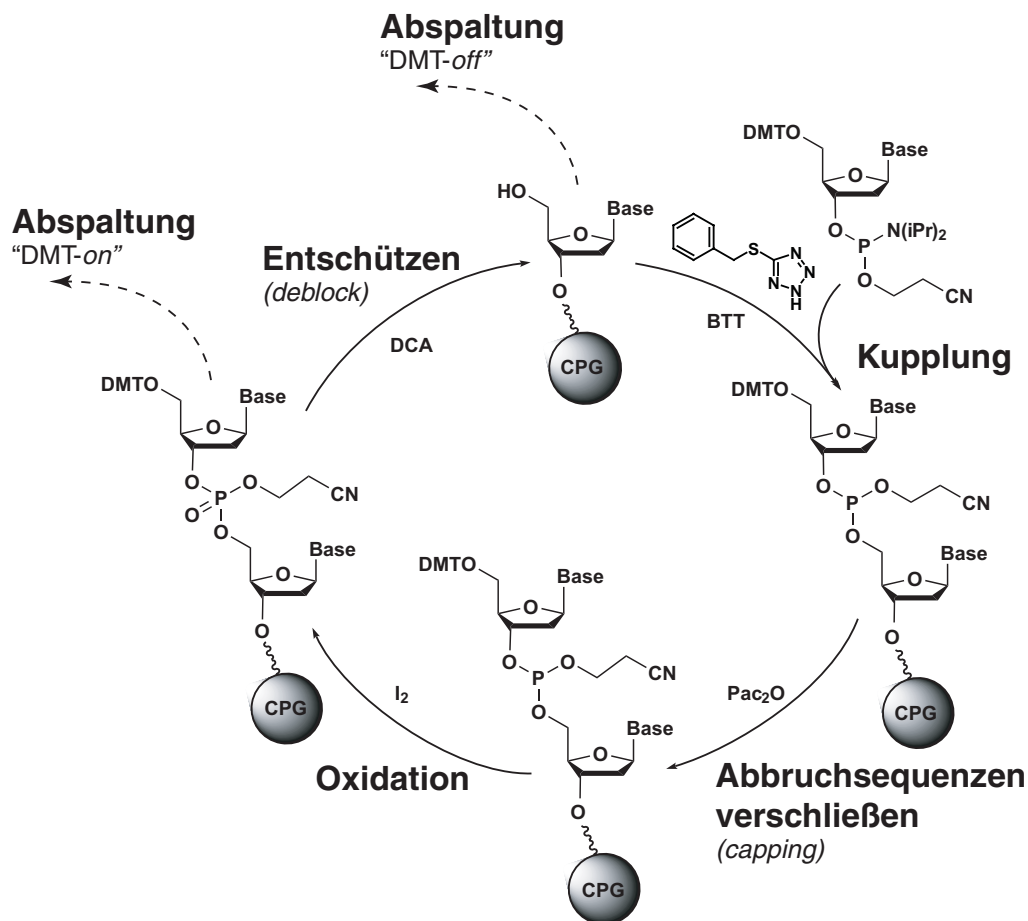 Abspaltung
“DMT-off”
DMTO
Base
O
O
P
N(iPr)2
O
CN
HO
Base
O
O
CPG
S
N
N
N
N
H
BTT
Abspaltung
“DMT-on”
Entschützen
(deblock)
DCA
Kupplung
DMTO
Base
O
O
P
O
CN
O
Base
O
O
CPG
DMTO
Base
O
O
P
O
CN
O
O
Base
O
O
CPG
DMTO
Base
O
O
P
O
CN
O
Base
O
O
CPG
I2
Oxidation
Pac2O
Abbruchsequenzen
verschließen
(capping)